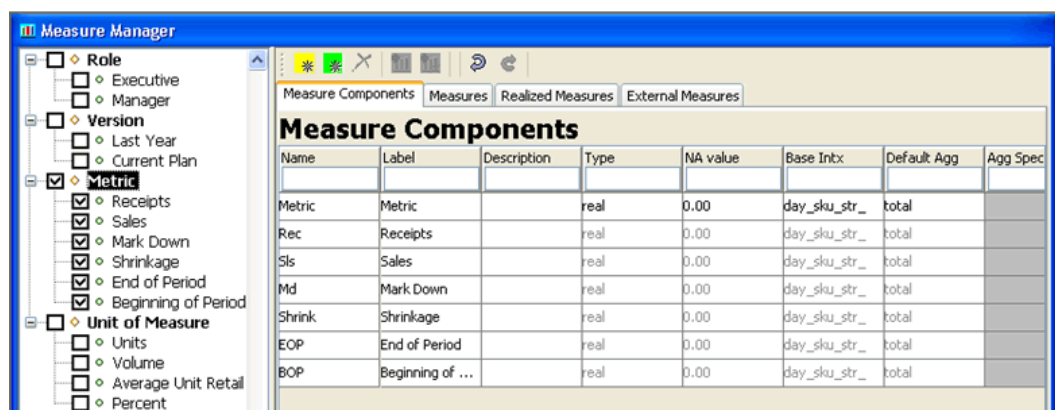 Measure Manager
Role
Executive
Manager
Version
Last Year
Current Plan
Metric
Receipts
Sales
Mark Down
Shrinkage
End of Period
Beginning of Period
Unit of Measure
Units
Volume
Average Unit Retail
Percent
Measure Components Measures Realized Measures External Measures
Measure Components
Name Label Description Type NA value Base Intx Default Agg Agg Spec
Metric Metric real 0.00 day_sku_str_ total
Rec Receipts real 0.00 day_sku_str_ total
Sls Sales real 0.00 day_sku_str_ total
Md Mark Down real 0.00 day_sku_str_ total
Shrink Shrinkage real 0.00 day_sku_str_ total
EOP End of Period real 0.00 day_sku_str_ total
BOP Beginning of ... real 0.00 day_sku_str_ total